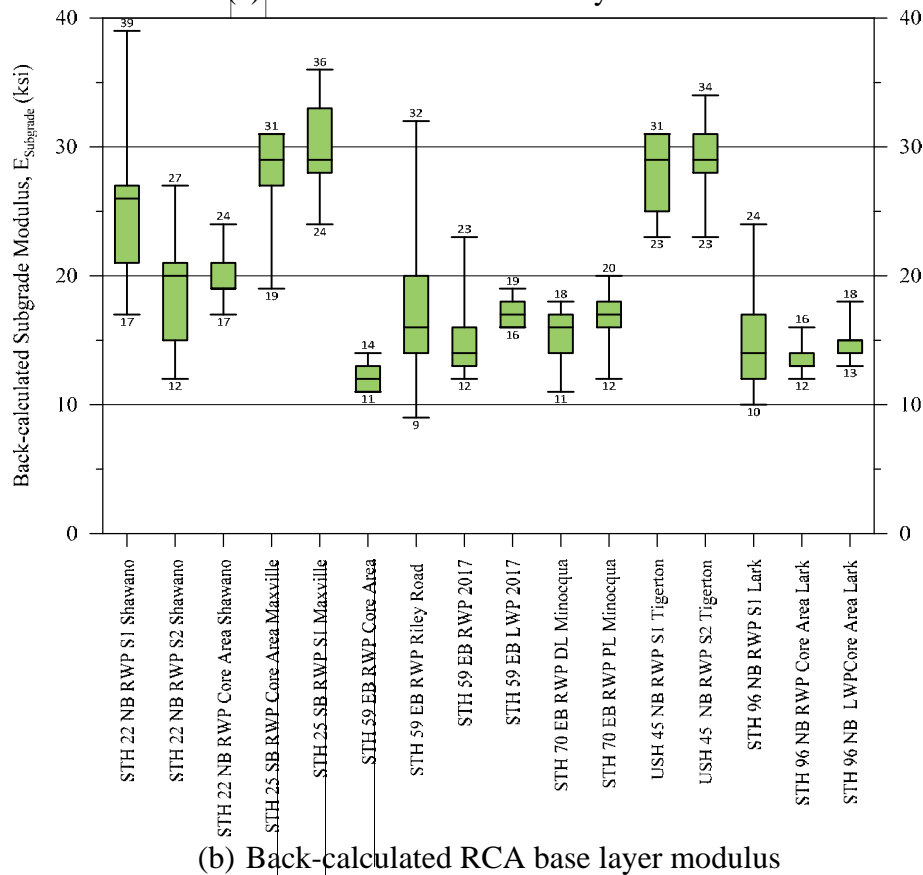 40 40
39
36
34
32
31 31
30 30
27
24 24 24
23 23 23
20 20
20
19 19
18 18
17 17
16 16
14
13
12 12 12 12
11 11
10 10
10
9
0 0
Back-calculated Subgrade Modulus, ESubgrade (ksi)
STH 22 NB RWP S1 Shawano
STH 22 NB RWP S2 Shawano
STH 22 NB RWP Core Area Shawano
STH 25 SB RWP Core Area Maxville
STH 25 SB RWP S1 Maxville
STH 59 EB RWP Core Area
STH 59 EB RWP Riley Road
STH 59 EB RWP 2017
STH 59 EB LWP 2017
STH 70 EB RWP DL Minocqua
STH 70 EB RWP PL Minocqua
USH 45 NB RWP S1 Tigerton
USH 45 NB RWP S2 Tigerton
STH 96 NB RWP S1 Lark
STH 96 NB RWP Core Area Lark
STH 96 NB LWPCore Area Lark
(b) Back-calculated RCA base layer modulus